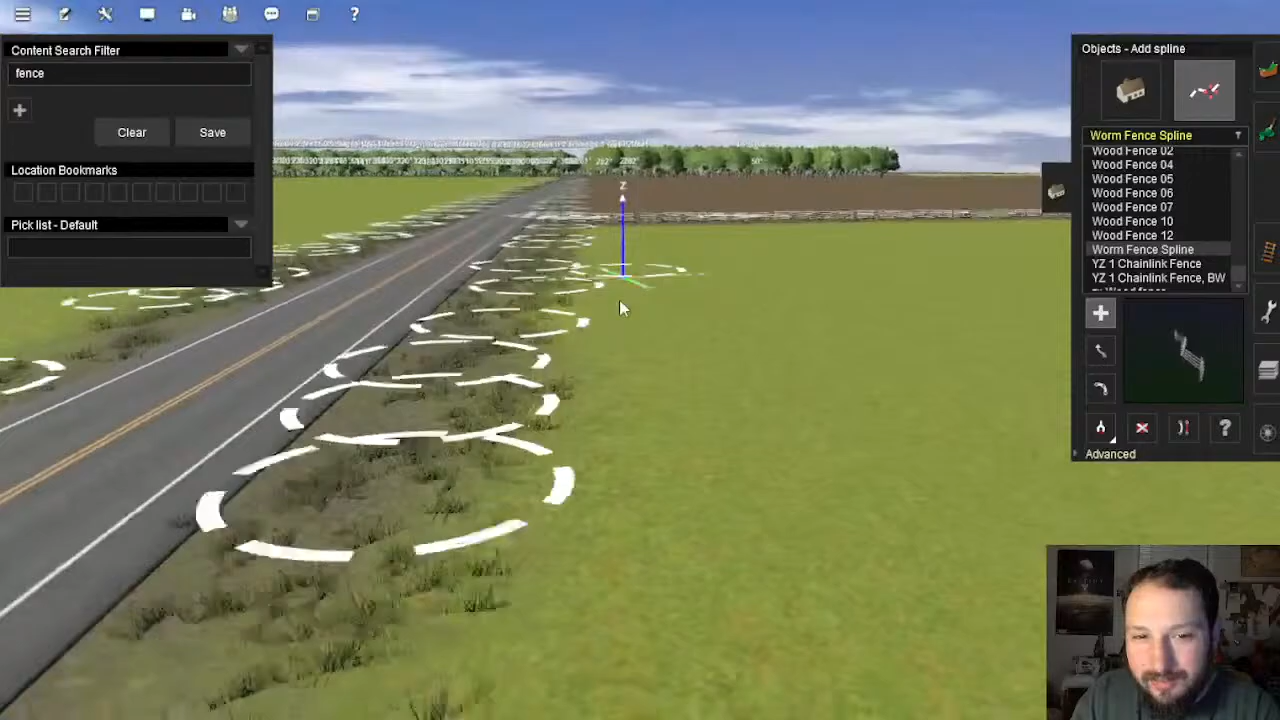 Content Search Filter
fence
Clear
Save
Location Bookmarks
Pick list - Default
Z
Objects - Add spline
Worm Fence Spline
Wood Fence 02
Wood Fence 04
Wood Fence 05
Wood Fence 06
Wood Fence 07
Wood Fence 10
Wood Fence 12
Worm Fence Spline
YZ 1 Chainlink Fence
YZ 1 Chainlink Fence, BW
Advanced